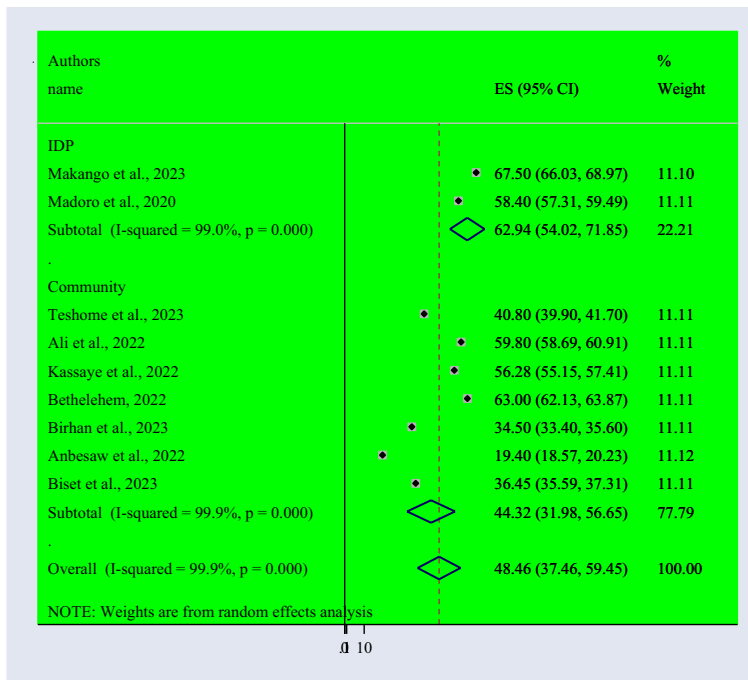 Authors %
name ES (95% CI) Weight
IDP
Makango et al., 2023 67.50 (66.03, 68.97) 11.10
Madoro et al., 2020 58.40 (57.31, 59.49) 11.11
Subtotal (I-squared = 99.0%, p = 0.000) 62.94 (54.02, 71.85) 22.21
.
Community
Teshome et al., 2023 40.80 (39.90, 41.70) 11.11
Ali et al., 2022 59.80 (58.69, 60.91) 11.11
Kassaye et al., 2022 56.28 (55.15, 57.41) 11.11
Bethelehem, 2022 63.00 (62.13, 63.87) 11.11
Birhan et al., 2023 34.50 (33.40, 35.60) 11.11
Anbesaw et al., 2022 19.40 (18.57, 20.23) 11.12
Biset et al., 2023 36.45 (35.59, 37.31) 11.11
Subtotal (I-squared = 99.9%, p = 0.000) 44.32 (31.98, 56.65) 77.79
.
Overall (I-squared = 99.9%, p = 0.000) 48.46 (37.46, 59.45) 100.00
NOTE: Weights are from random effects analysis
10